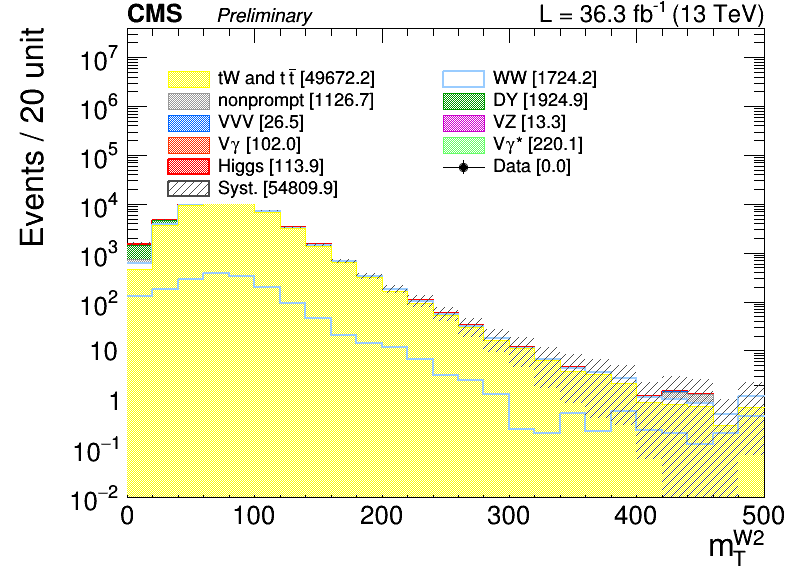 CMS Preliminary L = 36.3 fb⁻¹ (13 TeV)
Events / 20 unit
10⁷
10⁶
10⁵
10⁴
10³
10²
10
1
10⁻¹
10⁻²
tW and tt̅ [49672.2]
WW [1724.2]
nonprompt [1126.7]
DY [1924.9]
VVV [26.5]
VZ [13.3]
Vγ [102.0]
Vγ* [220.1]
Higgs [113.9]
Data [0.0]
Syst. [54809.9]
0 100 200 300 400 500
m_T^{W2}